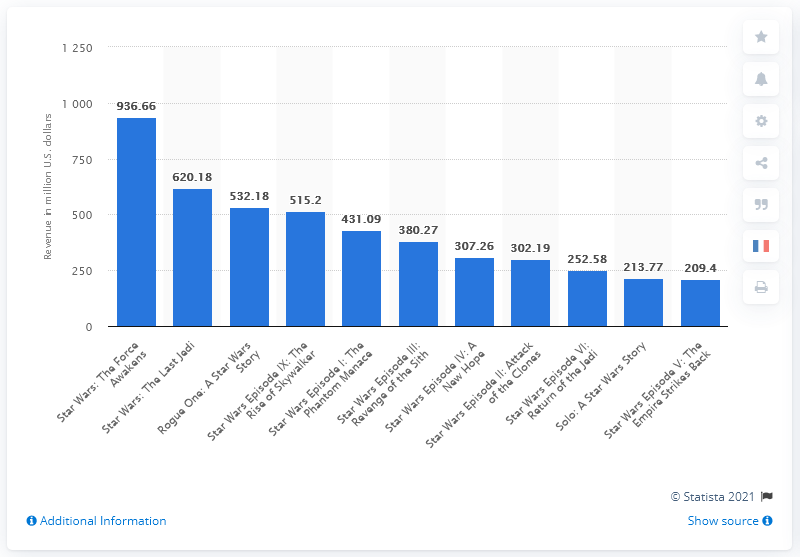 Revenue in million U.S. dollars
1 250
1 000
750
500
250
0
936.66
620.18
532.18
515.2
431.09
380.27
307.26
302.19
252.58
213.77
209.4
Star Wars: The Force
Awakens
Star Wars: The Last Jedi
Rogue One: A Star Wars
Story
Star Wars Episode IX: The
Rise of Skywalker
Star Wars Episode I: The
Phantom Menace
Star Wars Episode III:
Revenge of the Sith
Star Wars Episode IV: A
New Hope
Star Wars Episode II: Attack
of the Clones
Star Wars Episode VI:
Return of the Jedi
Solo: A Star Wars Story
Star Wars Episode V: The
Empire Strikes Back
© Statista 2021
Additional Information
Show source